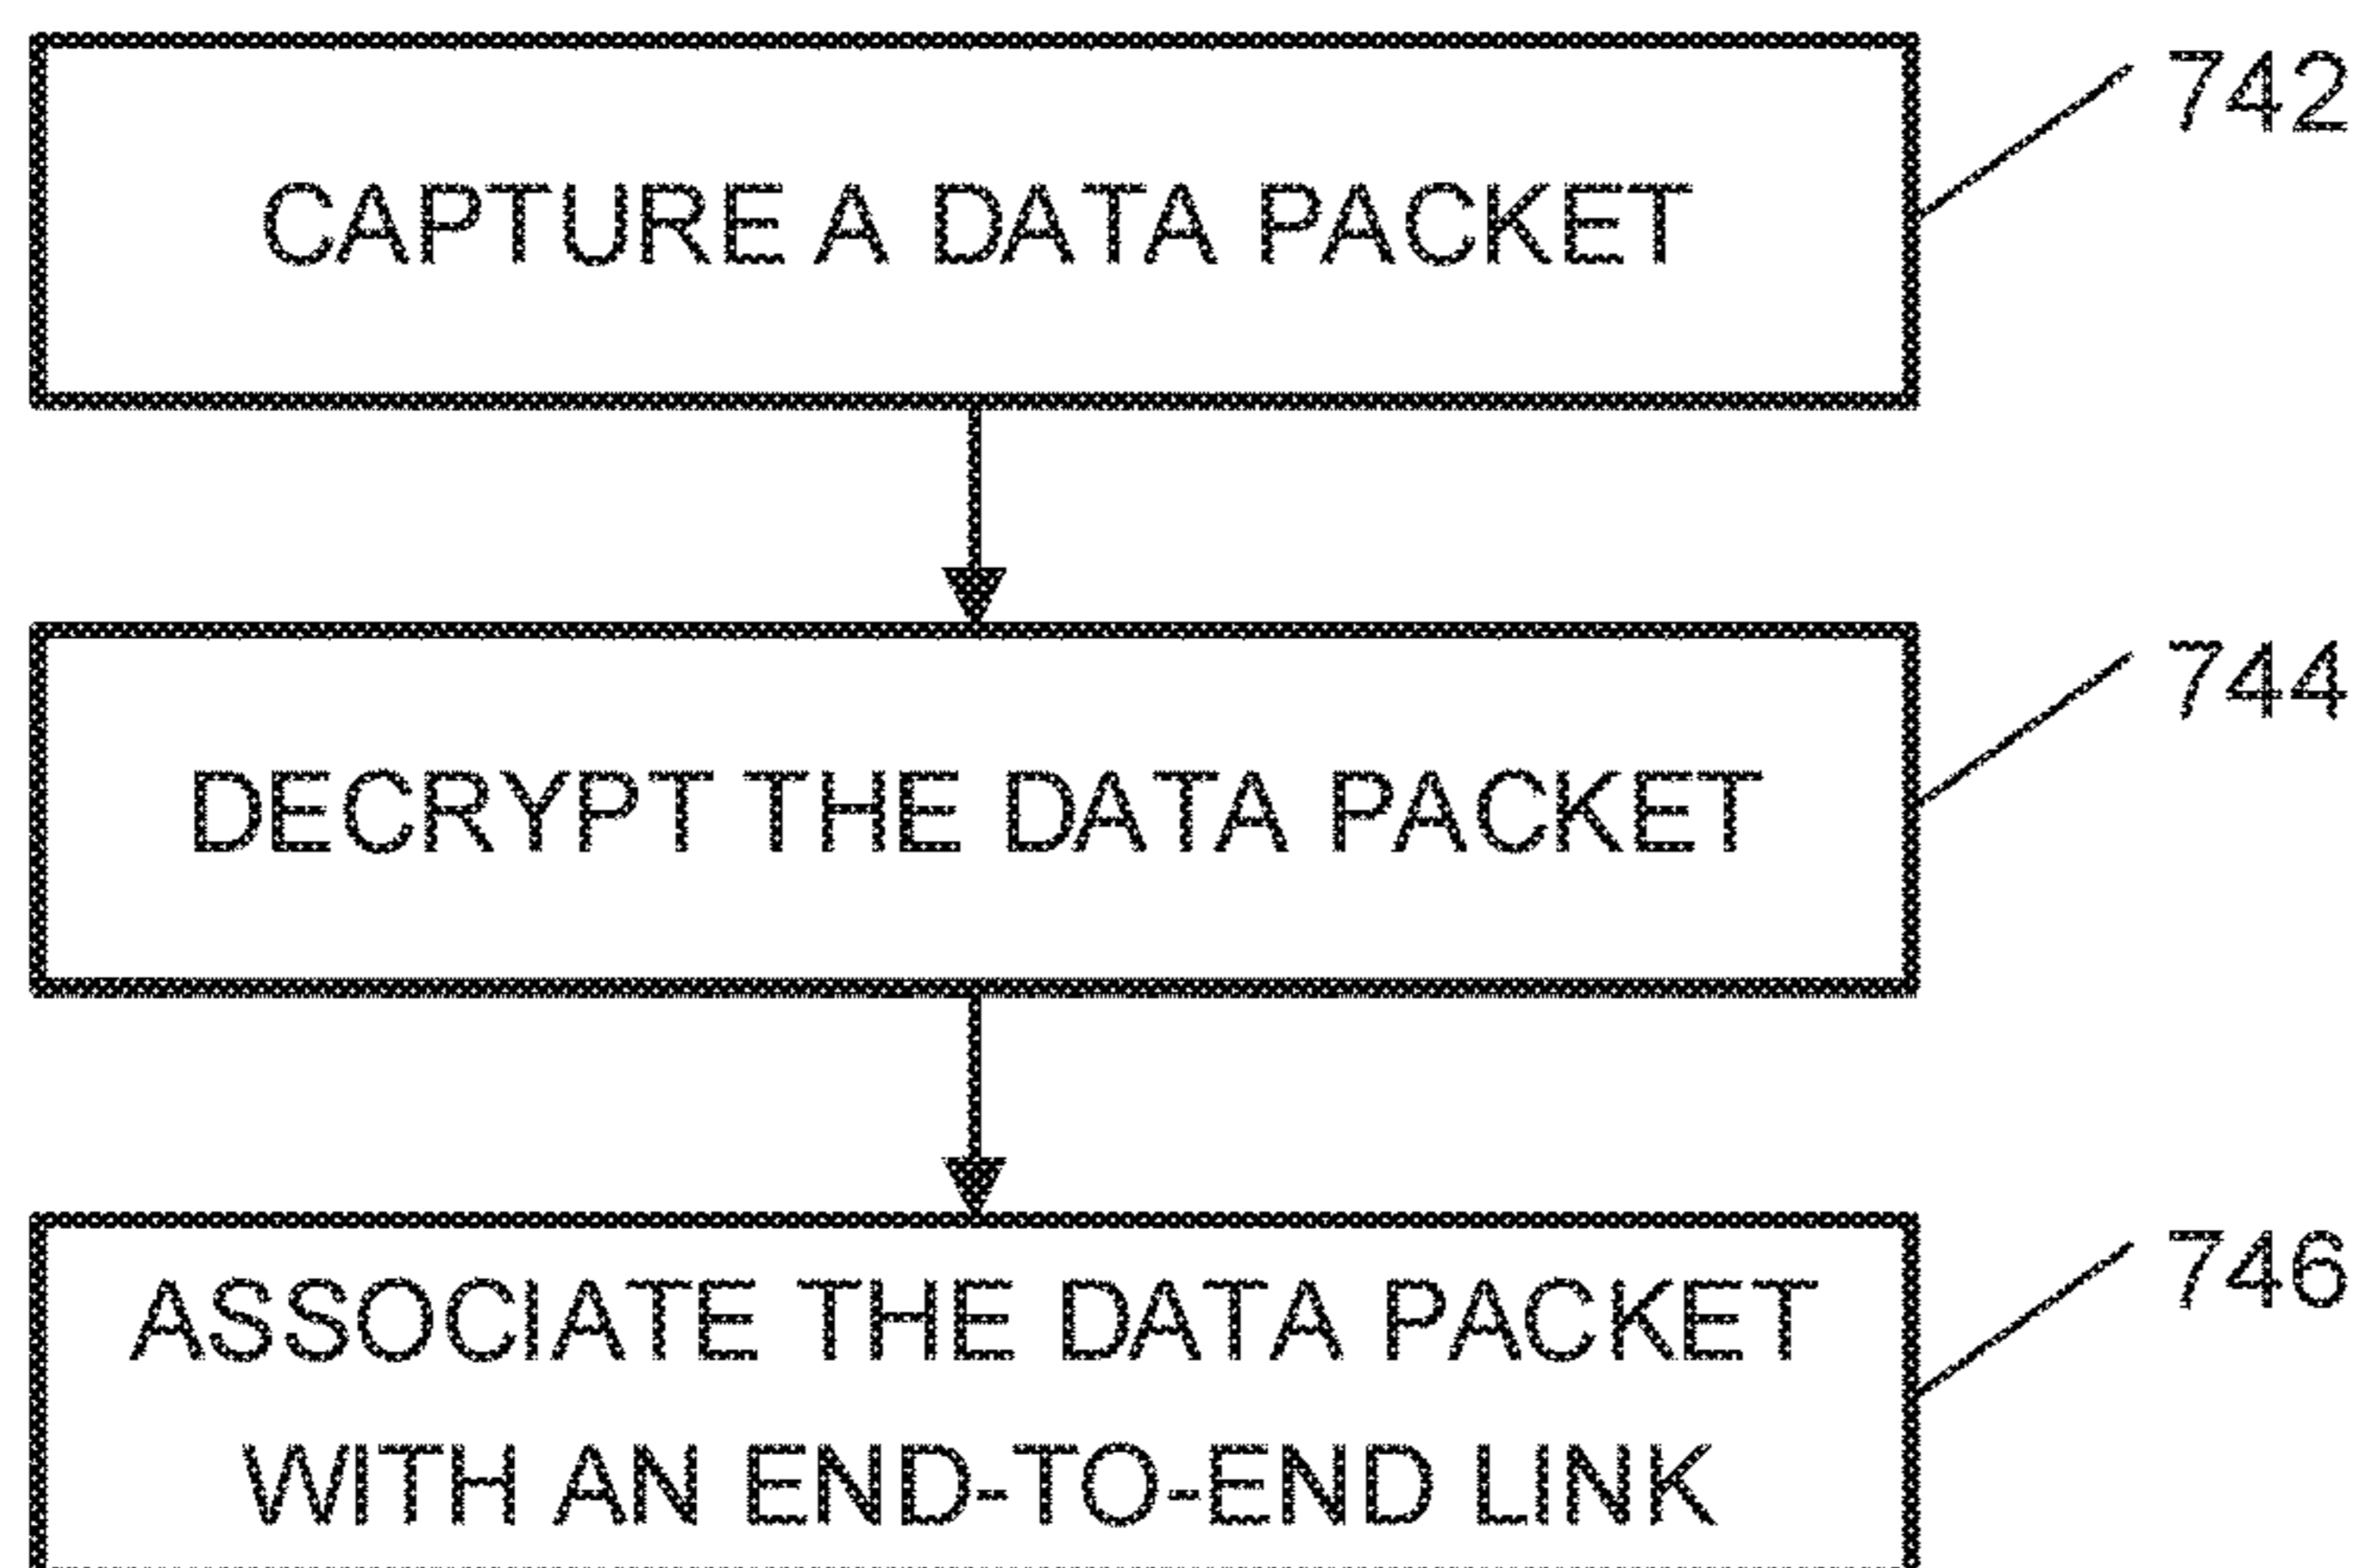 742
CAPTURE A DATA PACKET
744
DECRYPT THE DATA PACKET
746
ASSOCIATE THE DATA PACKET
WITH AN END-TO-END LINK